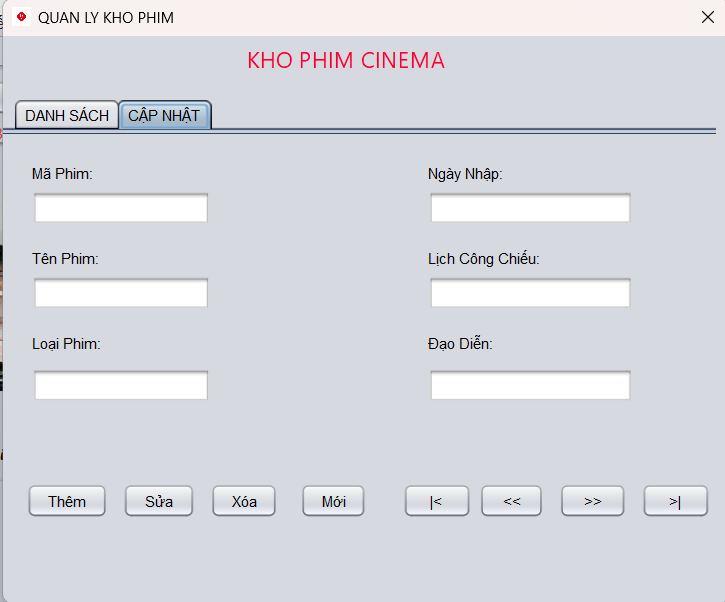 QUAN LY KHO PHIM
KHO PHIM CINEMA
DANH SÁCH CẬP NHẬT
Mã Phim: Ngày Nhập:
Tên Phim: Lịch Công Chiếu:
Loại Phim: Đạo Diễn:
Thêm Sửa Xóa Mới |< << >> >|